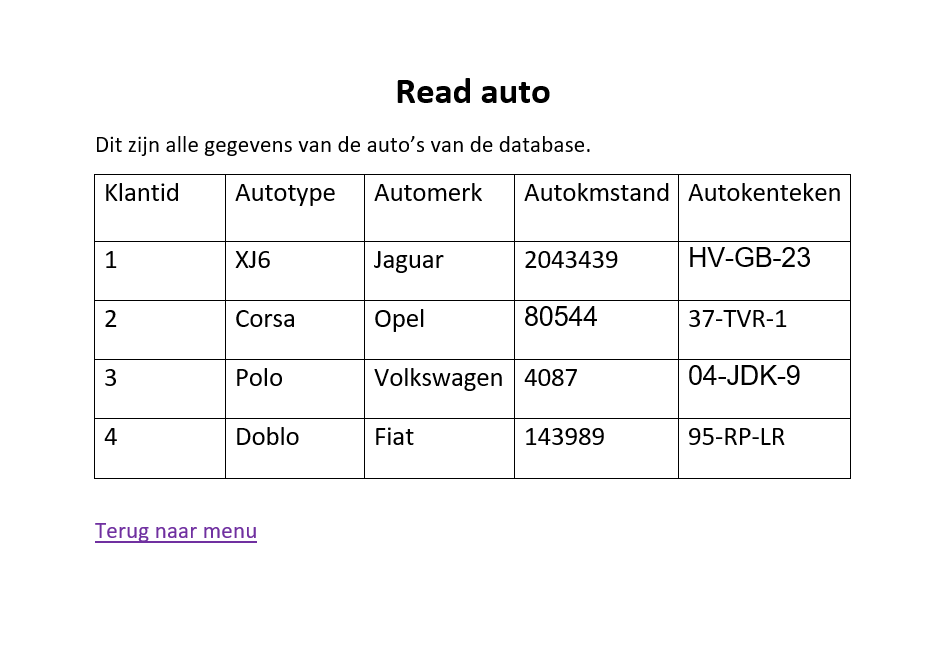 Read auto
Dit zijn alle gegevens van de auto’s van de database.
Klantid Autotype Automerk Autokmstand Autokenteken
1 XJ6 Jaguar 2043439 HV-GB-23
2 Corsa Opel 80544 37-TVR-1
3 Polo Volkswagen 4087 04-JDK-9
4 Doblo Fiat 143989 95-RP-LR
Terug naar menu